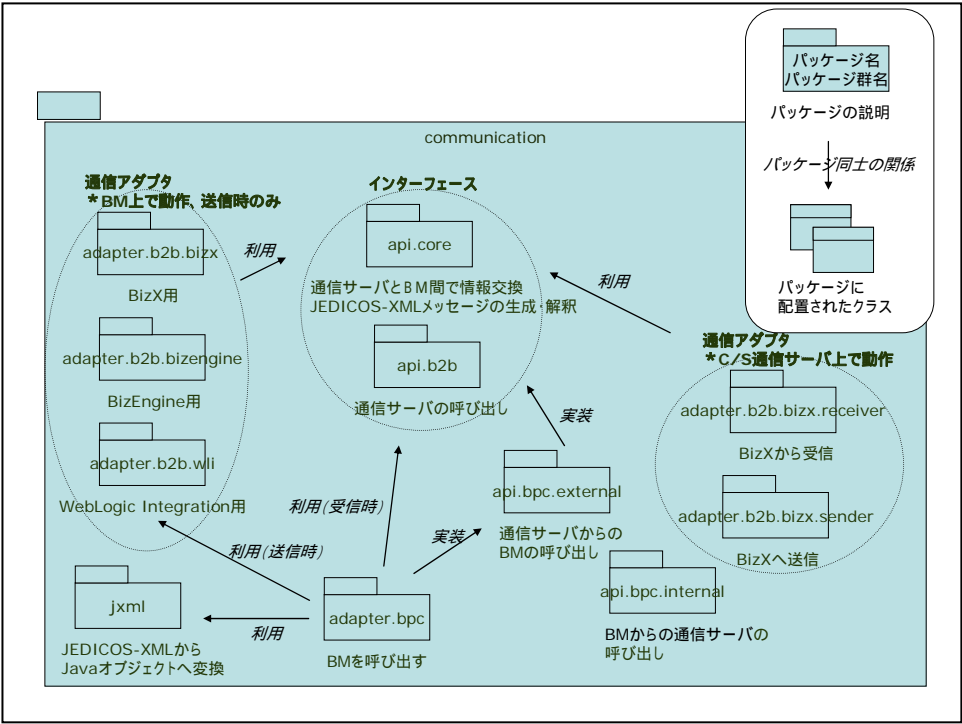 パッケージ名
パッケージ群名
パッケージの説明
パッケージ同士の関係
パッケージに
配置されたクラス
communication
通信アダプタ
*BM上で動作、送信時のみ
adapter.b2b.bizx
BizX用
adapter.b2b.bizengine
BizEngine用
adapter.b2b.wli
WebLogic Integration用
利用
インターフェース
api.core
通信サーバとBM間で情報交換
JEDICOS-XMLメッセージの生成・解釈
api.b2b
通信サーバの呼び出し
利用
通信アダプタ
*C/S通信サーバ上で動作
adapter.b2b.bizx.receiver
BizXから受信
adapter.b2b.bizx.sender
BizXへ送信
実装
api.bpc.external
通信サーバからの
BMの呼び出し
利用(受信時)
実装
利用(送信時)
api.bpc.internal
BMからの通信サーバの
呼び出し
jxml
JEDICOS-XMLから
Javaオブジェクトへ変換
利用
adapter.bpc
BMを呼び出す